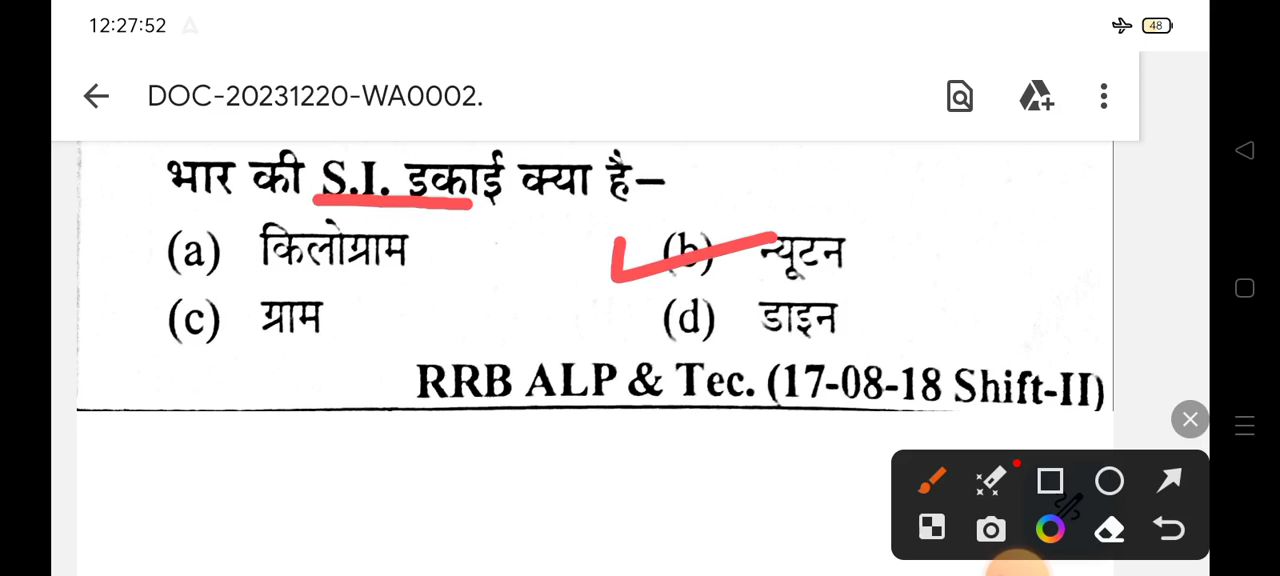 12:27:52
48
DOC-20231220-WA0002.
भार की S.I. इकाई क्या है–
(a) किलोग्राम (b) न्यूटन
(c) ग्राम (d) डाइन
RRB ALP & Tec. (17-08-18 Shift-II)